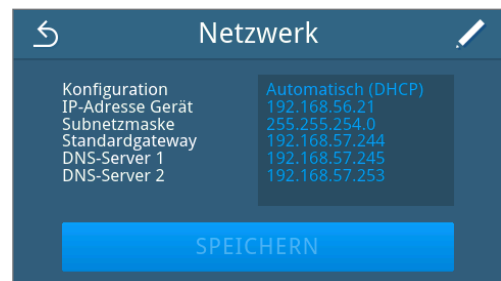 Netzwerk
Konfiguration Automatisch (DHCP)
IP-Adresse Gerät 192.168.56.21
Subnetzmaske 255.255.254.0
Standardgateway 192.168.57.244
DNS-Server 1 192.168.57.245
DNS-Server 2 192.168.57.253
SPEICHERN